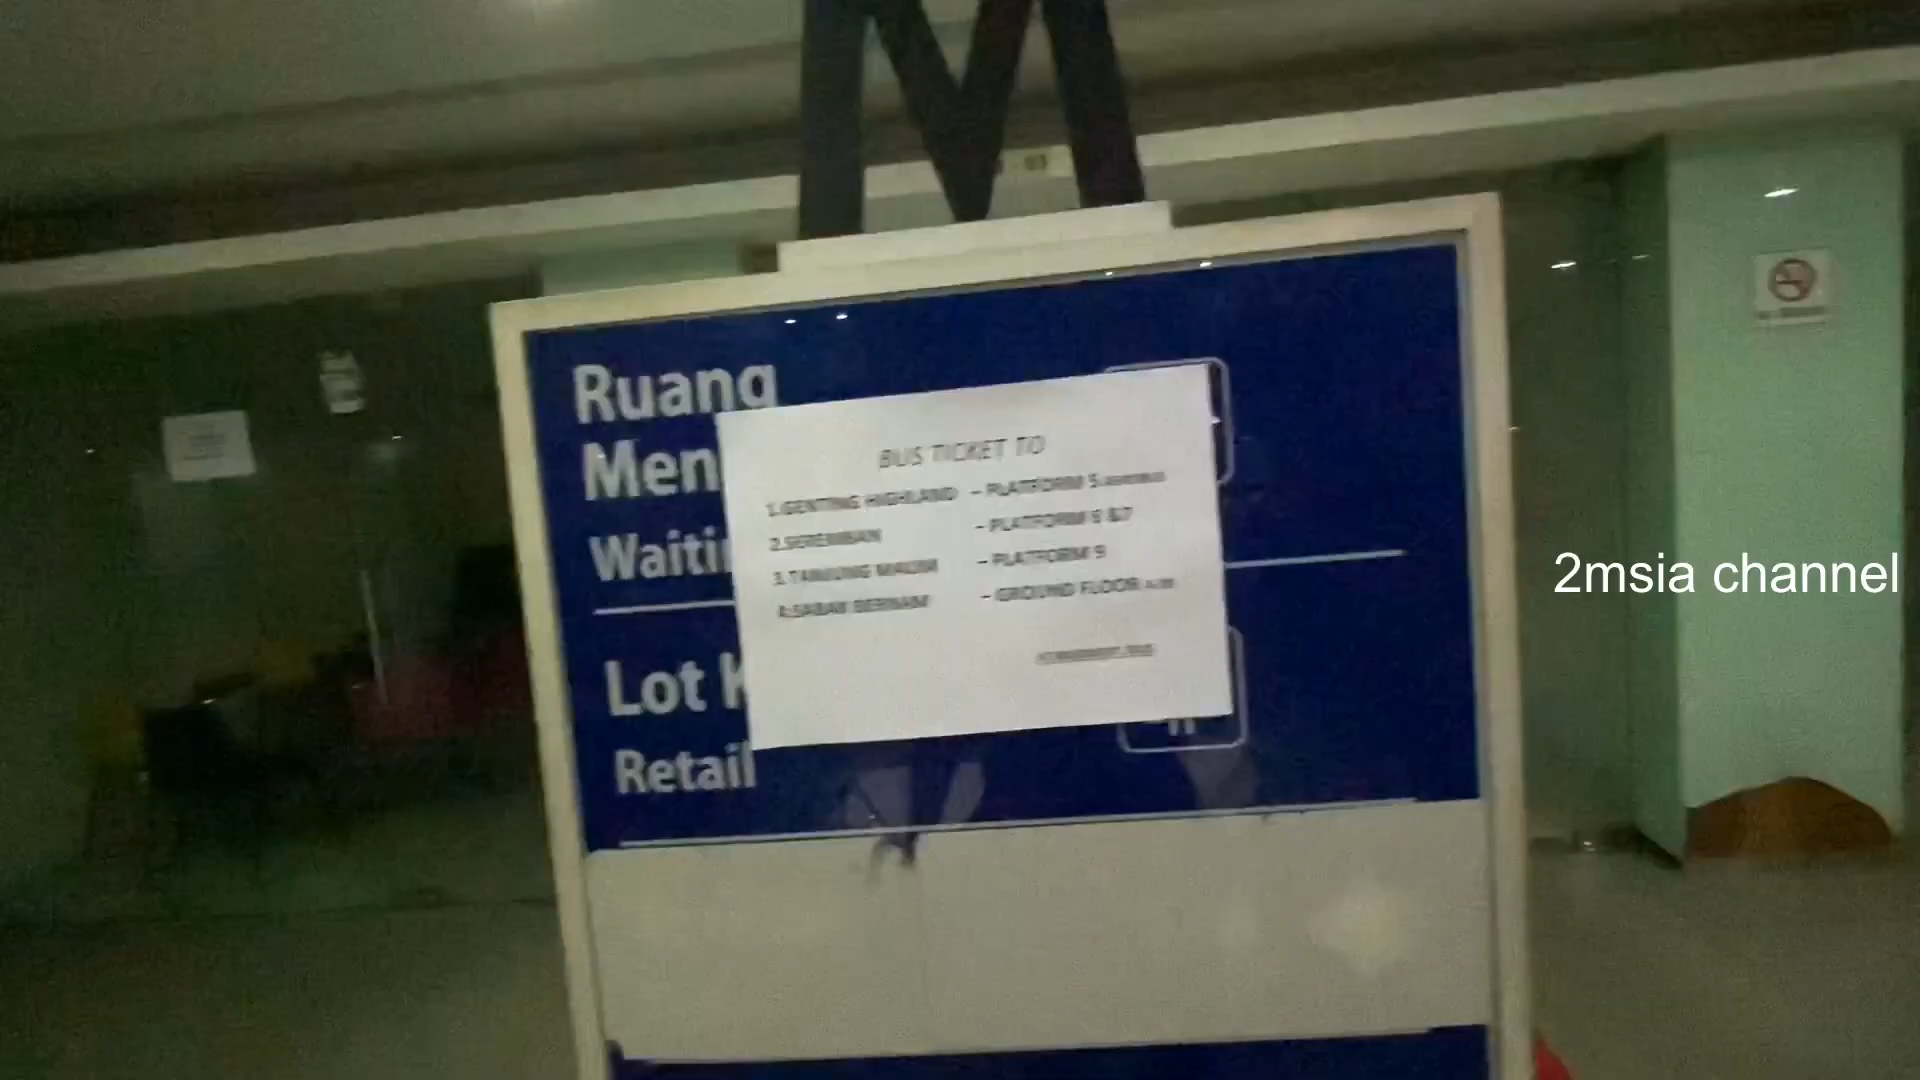 M
Ruang
Men
Waiti
BUS TICKET TO
1.GENTING HIGHLAND - PLATFORM 5
2.SEREMBAN - PLATFORM 6 &7
3.TANJUNG MALIM - PLATFORM 9
4.SABAK BERNAM - GROUND FLOOR
Lot K
Retail
2msia channel